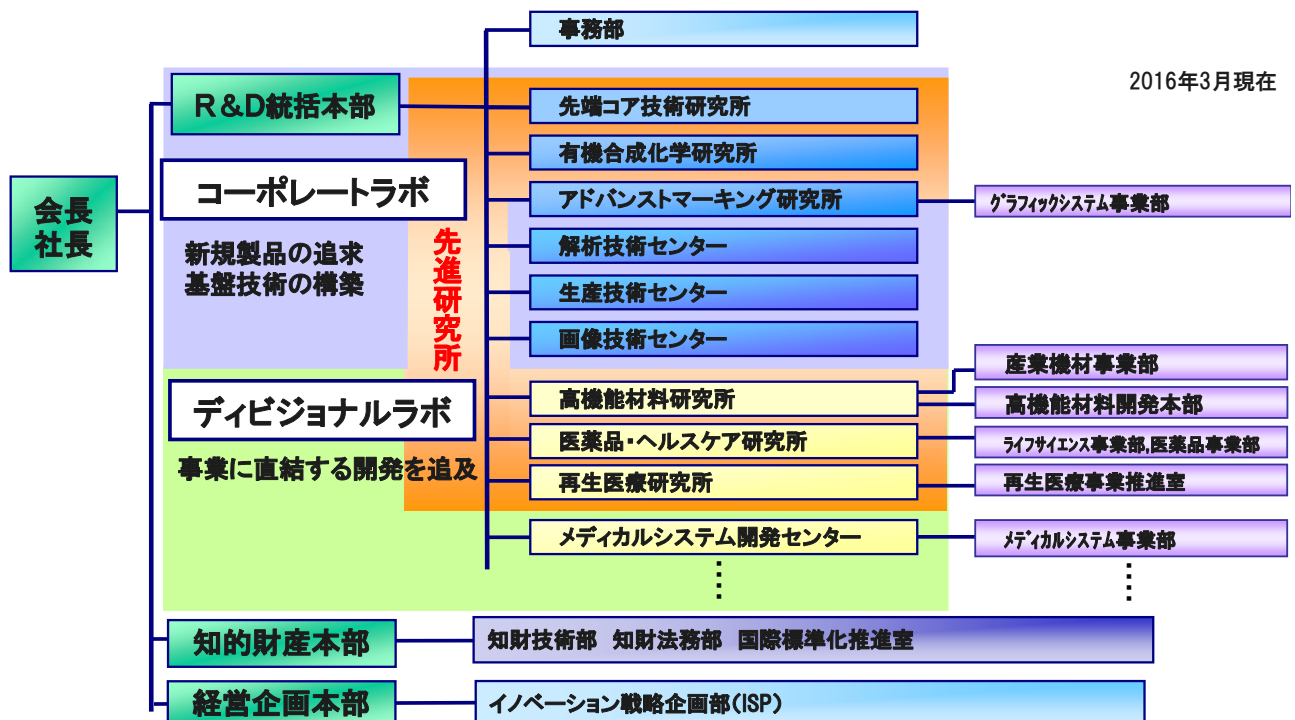 事務部
2016年3月現在
R&D統括本部
先端コア技術研究所
有機合成化学研究所
コーポレートラボ
アドバンストマーキング研究所
グラフィックシステム事業部
会長
社長
新規製品の追求
基盤技術の構築
先進研究所
解析技術センター
生産技術センター
画像技術センター
産業機材事業部
ディビジョナルラボ
高機能材料研究所
高機能材料開発本部
事業に直結する開発を追及
医薬品・ヘルスケア研究所
ライフサイエンス事業部,医薬品事業部
再生医療研究所
再生医療事業推進室
メディカルシステム開発センター
メディカルシステム事業部
知的財産本部
知財技術部 知財法務部 国際標準化推進室
経営企画本部
イノベーション戦略企画部(ISP)